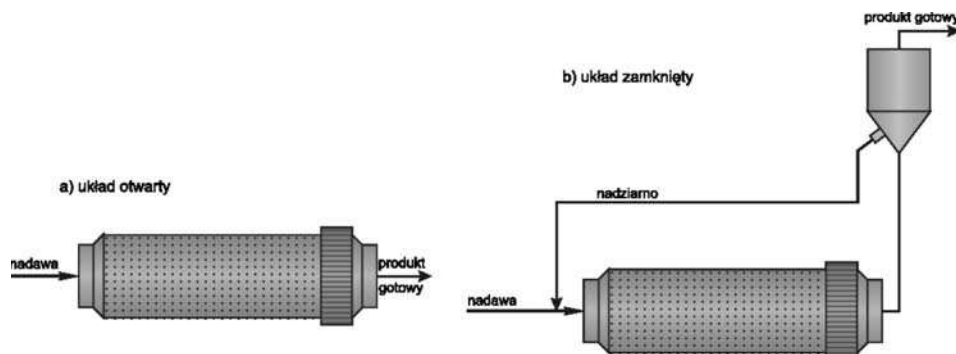 a) układ otwarty
nadawa
produkt
gotowy
produkt gotowy
b) układ zamknięty
nadziarno
nadawa